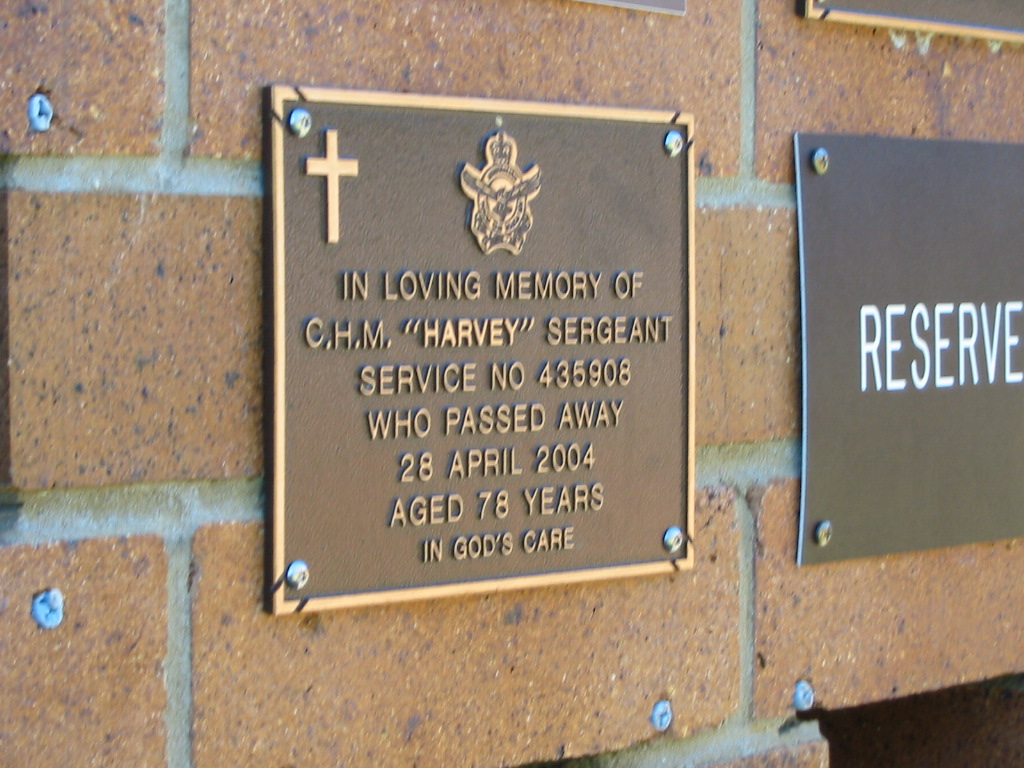 IN LOVING MEMORY OF
C.H.M. "HARVEY" SERGEANT
SERVICE NO 435908
WHO PASSED AWAY
28 APRIL 2004
AGED 78 YEARS
IN GOD'S CARE
RESERVE